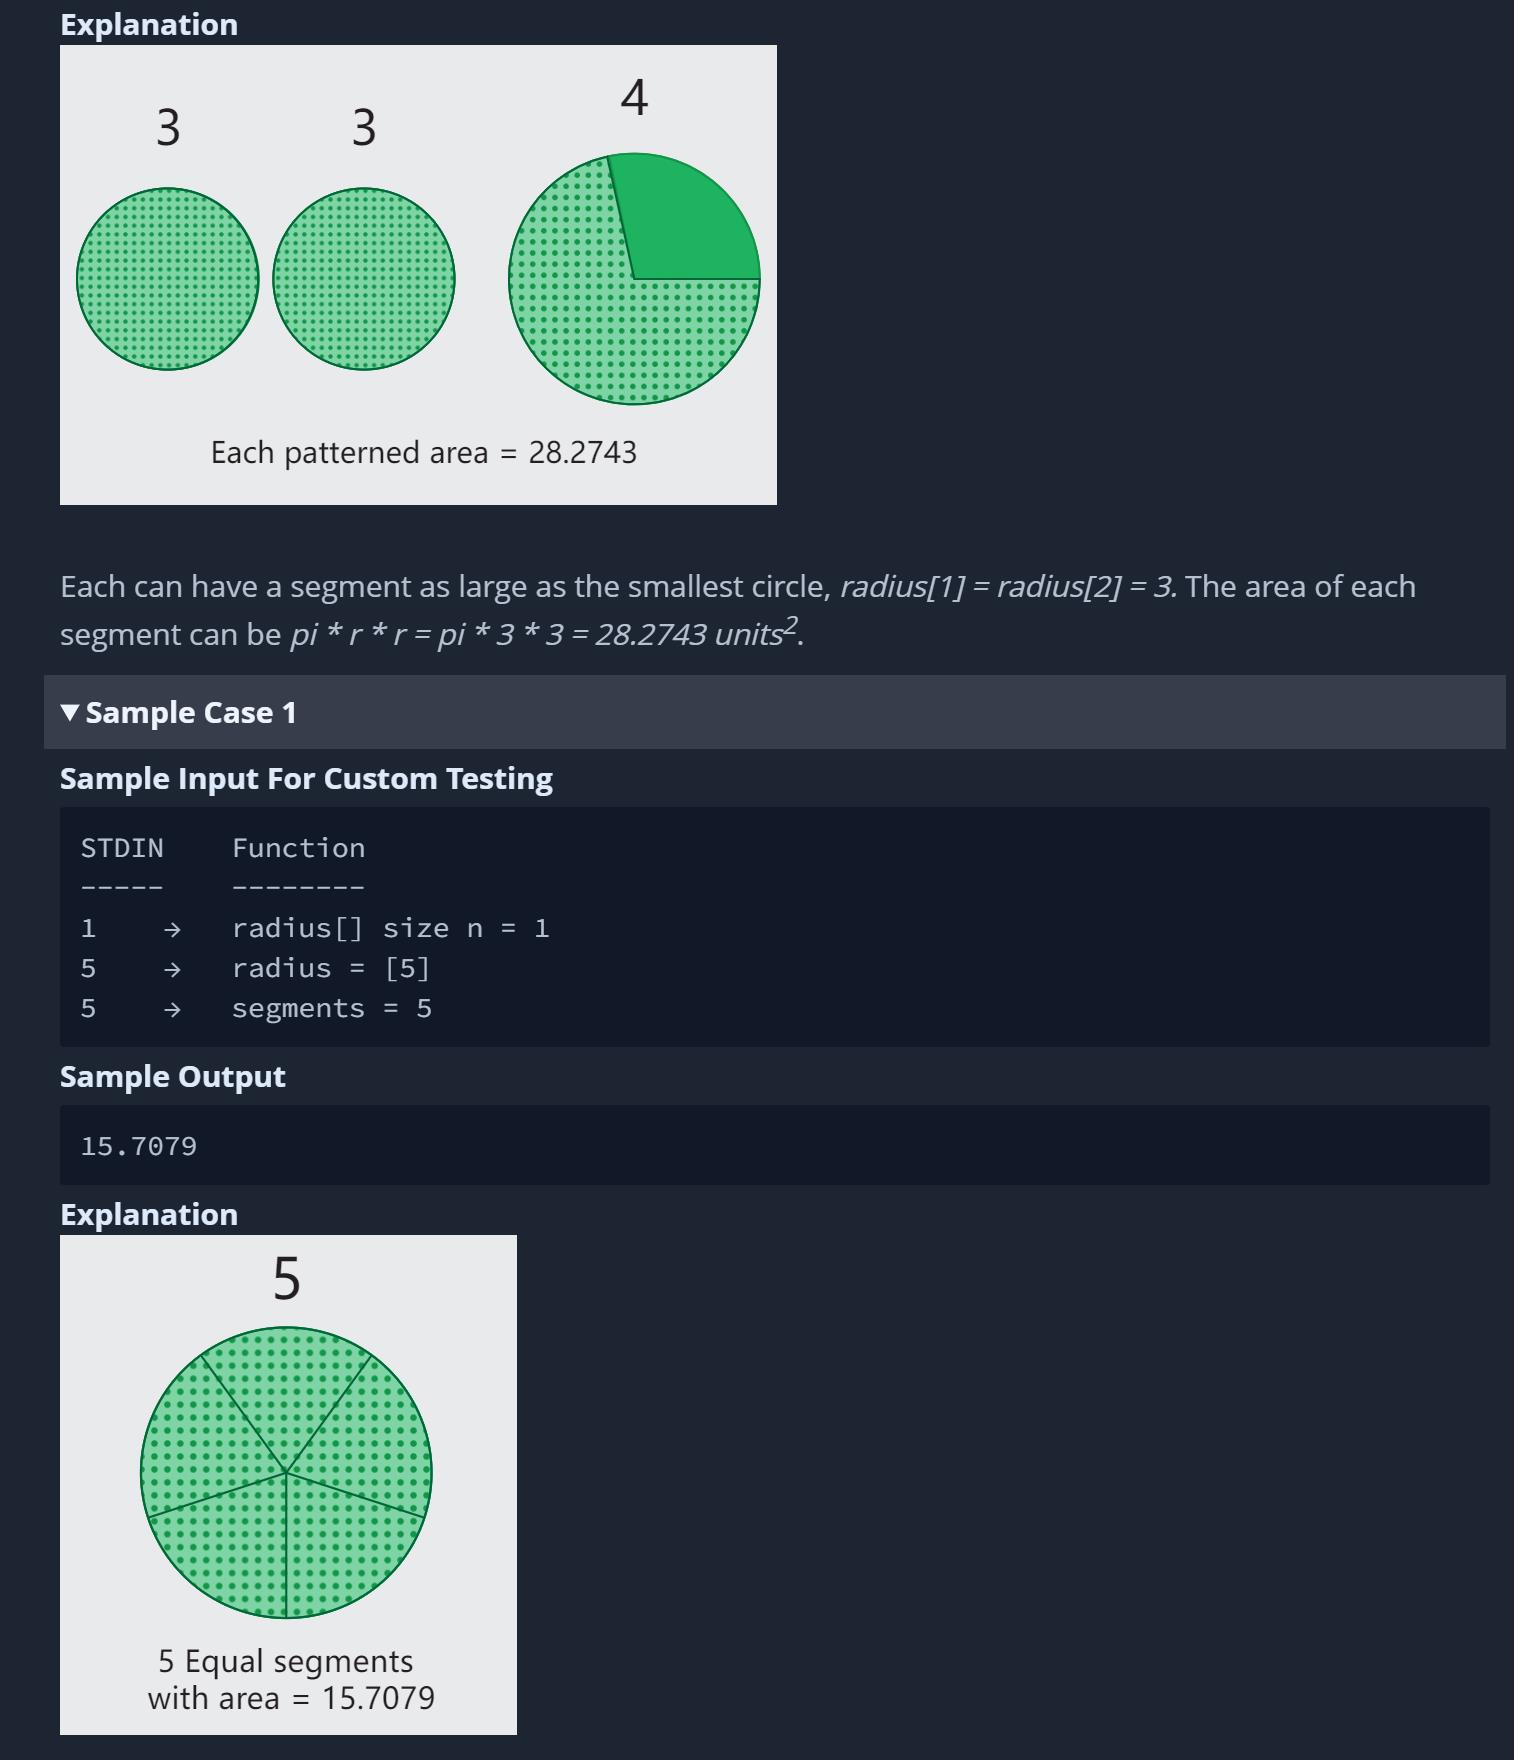 Explanation
3 3 4
Each patterned area = 28.2743
Each can have a segment as large as the smallest circle, radius[1] = radius[2] = 3. The area of each
segment can be pi * r * r = pi * 3 * 3 = 28.2743 units².
▼ Sample Case 1
Sample Input For Custom Testing
STDIN Function
----- --------
1 → radius[] size n = 1
5 → radius = [5]
5 → segments = 5
Sample Output
15.7079
Explanation
5
5 Equal segments
with area = 15.7079